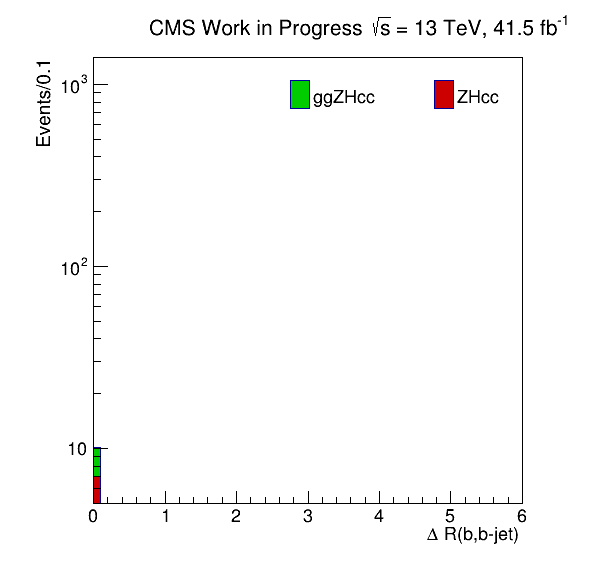 CMS Work in Progress √s = 13 TeV, 41.5 fb⁻¹
Events/0.1
ggZHcc ZHcc
10³
10²
10
0 1 2 3 4 5 6
Δ R(b,b-jet)